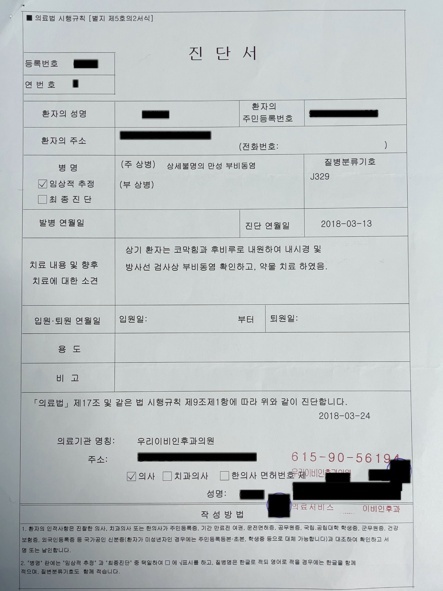 ■ 의료법 시행규칙 [별지 제5호의2서식]
진 단 서
등록번호
연 번호
환자의 성명
환자의
주민등록번호
환자의 주소
(전화번호: )
병 명
☑임상적 추정
☐최 종 진 단
(주 상병) 상세불명의 만성 부비동염
(부 상병)
질병분류기호
J329
발병 연월일
진단 연월일
2018-03-13
치료 내용 및 향후
치료에 대한 소견
상기 환자는 코막힘과 후비루로 내원하여 내시경 및
방사선 검사상 부비동염 확인하고, 약물 치료 하였음.
입원·퇴원 연월일
입원일: 부터
퇴원일:
용 도
비 고
「의료법」 제17조 및 같은 법 시행규칙 제9조제1항에 따라 위와 같이 진단합니다.
2018-03-24
의료기관 명칭: 우리이비인후과의원
주소:
615-90-56194
우리이비인후과의원
☑의사 ☐치과의사 ☐한의사 면허번호 제
성명:
의료서비스 이비인후과
작 성 방 법
1. 환자의 인적사항은 진찰한 의사, 치과의사 또는 한의사가 주민등록증, 기간 만료전 여권, 운전면허증, 공무원증, 국립.공립대학 학생증, 군무원증, 건강
보험증, 외국인등록증 등 국가공인 신분증(환자가 미성년자인 경우에는 주민등록등본·초본, 학생증 등으로 대체 가능합니다)과 대조하여 확인하고 서
명 또는 날인합니다.
2. "병명" 란에는 "임상적 추정" 과 "최종진단" 중 택일하여 □ 에 √표시를 하고, 질병명은 한글로 적되 영어로 적을 경우에는 한글을 함께
적으며, 질병분류기호도 함께 적습니다.